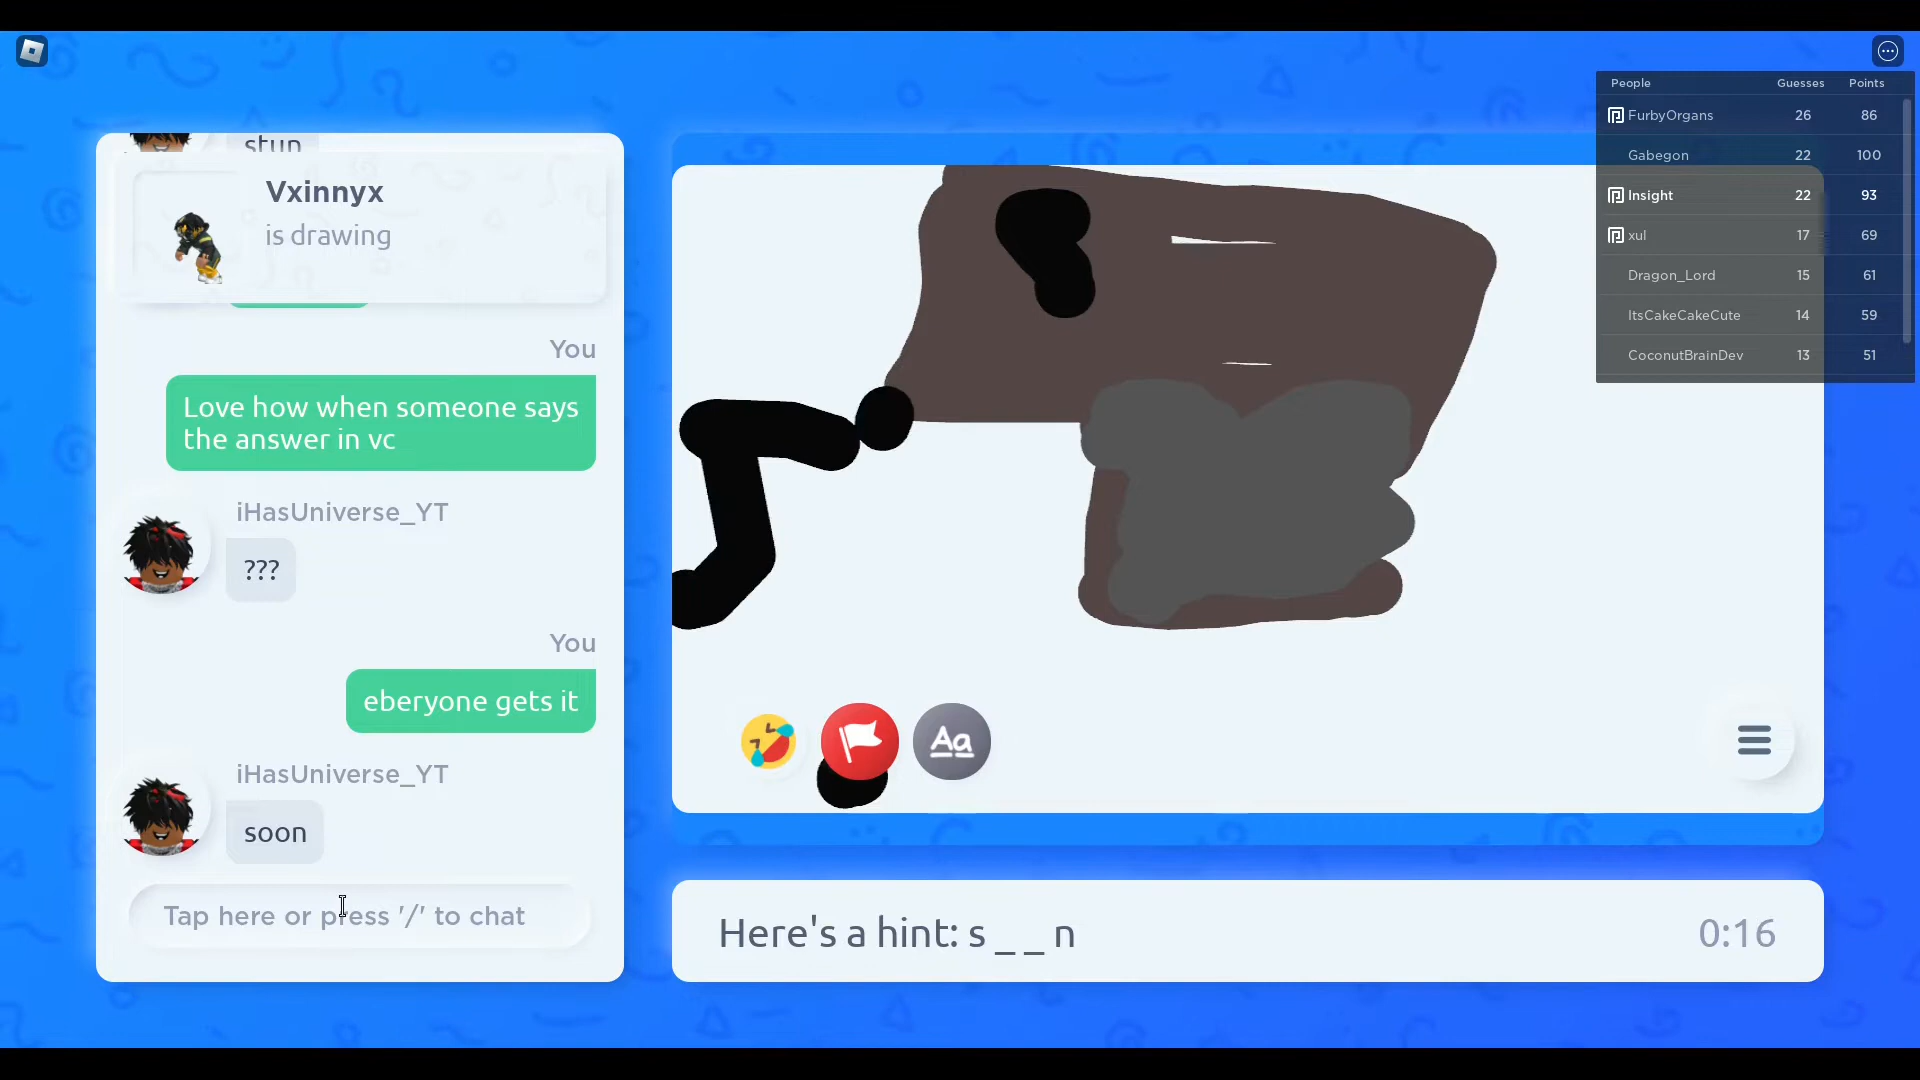 stun
Vxinnyx
is drawing
You
Love how when someone says
the answer in vc
iHasUniverse_YT
???
You
eberyone gets it
iHasUniverse_YT
soon
Tap here or press '/' to chat
Aa
Here's a hint: s _ _ n
0:16
People Guesses Points
FurbyOrgans 26 86
Gabegon 22 100
Insight 22 93
xul 17 69
Dragon_Lord 15 61
ItsCakeCakeCute 14 59
CoconutBrainDev 13 51